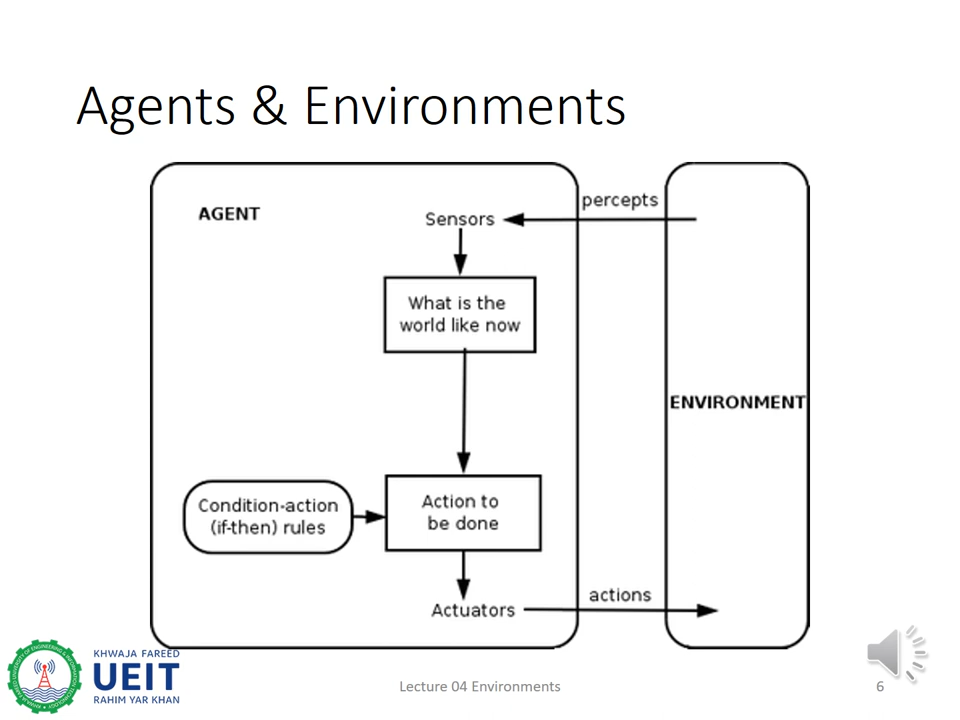 Agents & Environments
AGENT
Sensors
percepts
What is the
world like now
ENVIRONMENT
Condition-action
(if-then) rules
Action to
be done
Actuators
actions
KHWAJA FAREED
UEIT
RAHIM YAR KHAN
Lecture 04 Environments
6